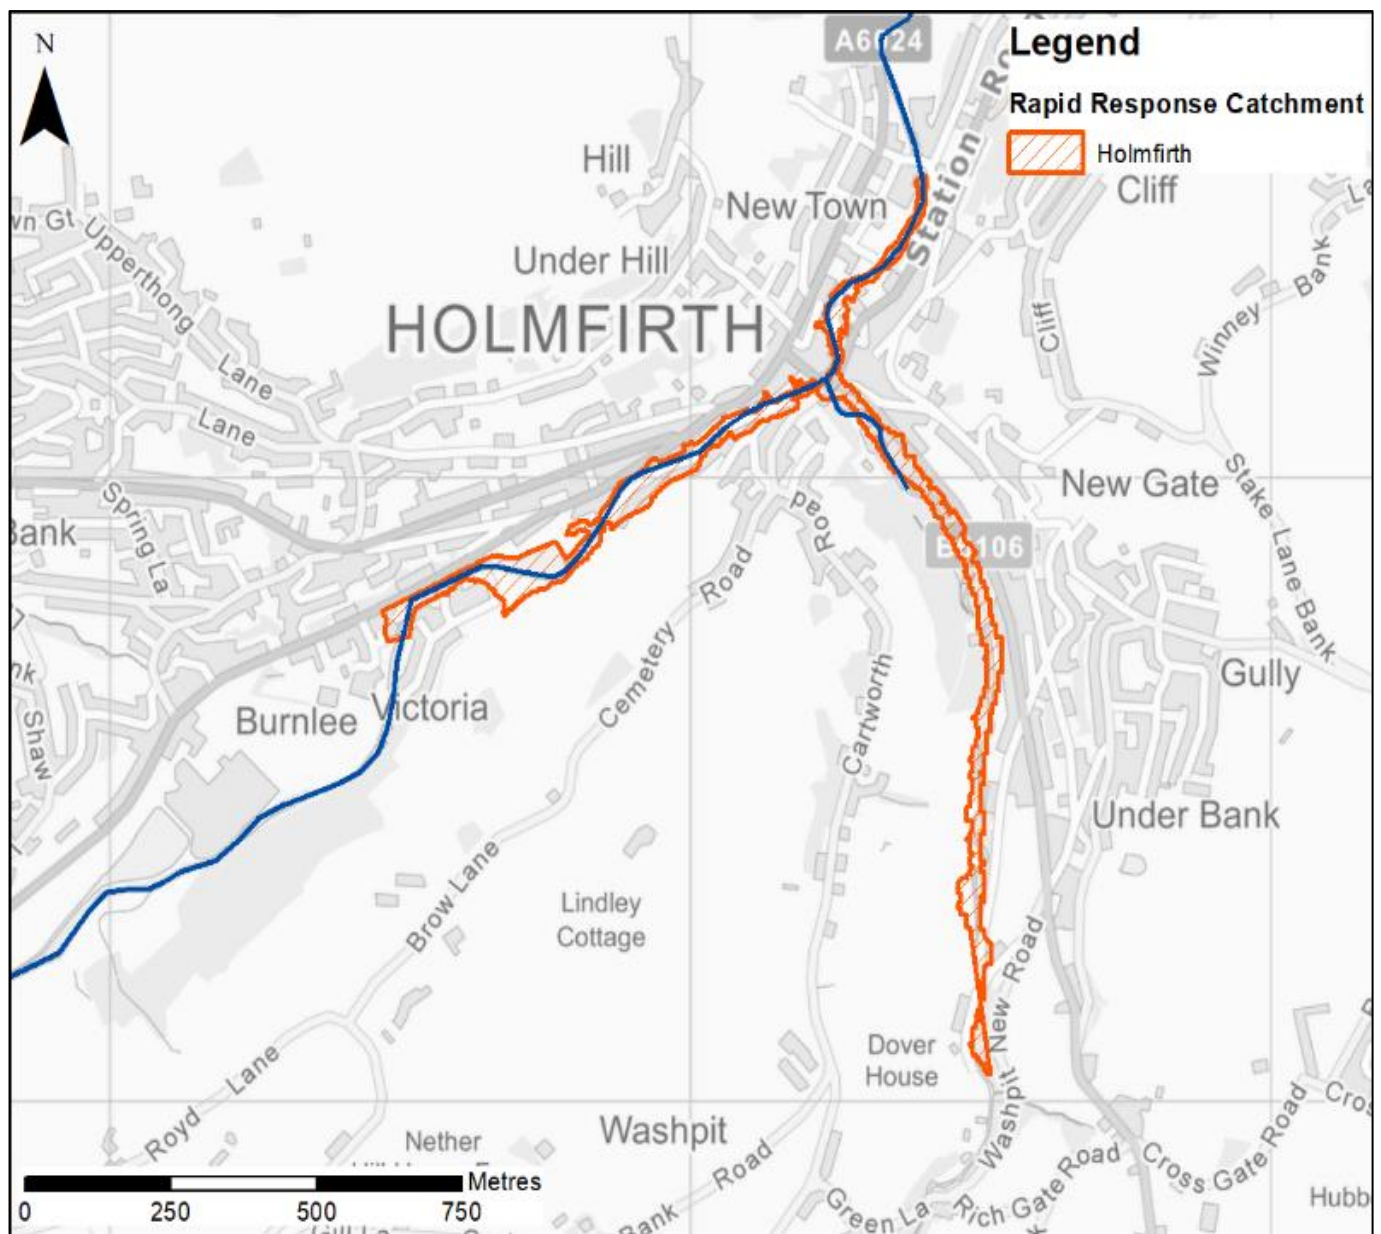 N
A6024
Legend
Rapid Response Catchment
Holmfirth
Hill
Cliff
New Town
Station
Under Hill
Upperthong
Lane
HOLMFIRTH
Cliff
Winney
Bank
Lane
Spring La
New Gate
Stake Lane Bank
Road
Cemetery
Road
Cartworth
Gully
Victoria
Burnlee
Shaw
Under Bank
Brow Lane
Lindley
Cottage
New Road
Dover
House
Royd
Lane
Washpit
Nether
Washpit
Road
Bank
Green La
Rich Gate Road
Cross Gate Road
Metres
0 250 500 750